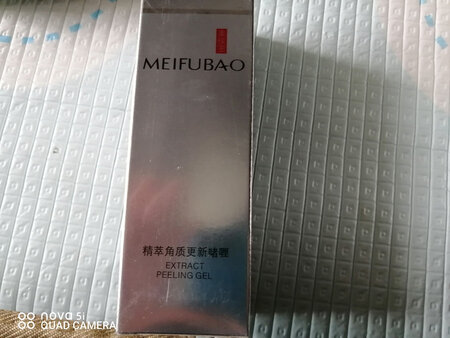 MEIFUBAO
精萃角质更新啫喱
EXTRACT
PEELING GEL
nova 5i
QUAD CAMERA